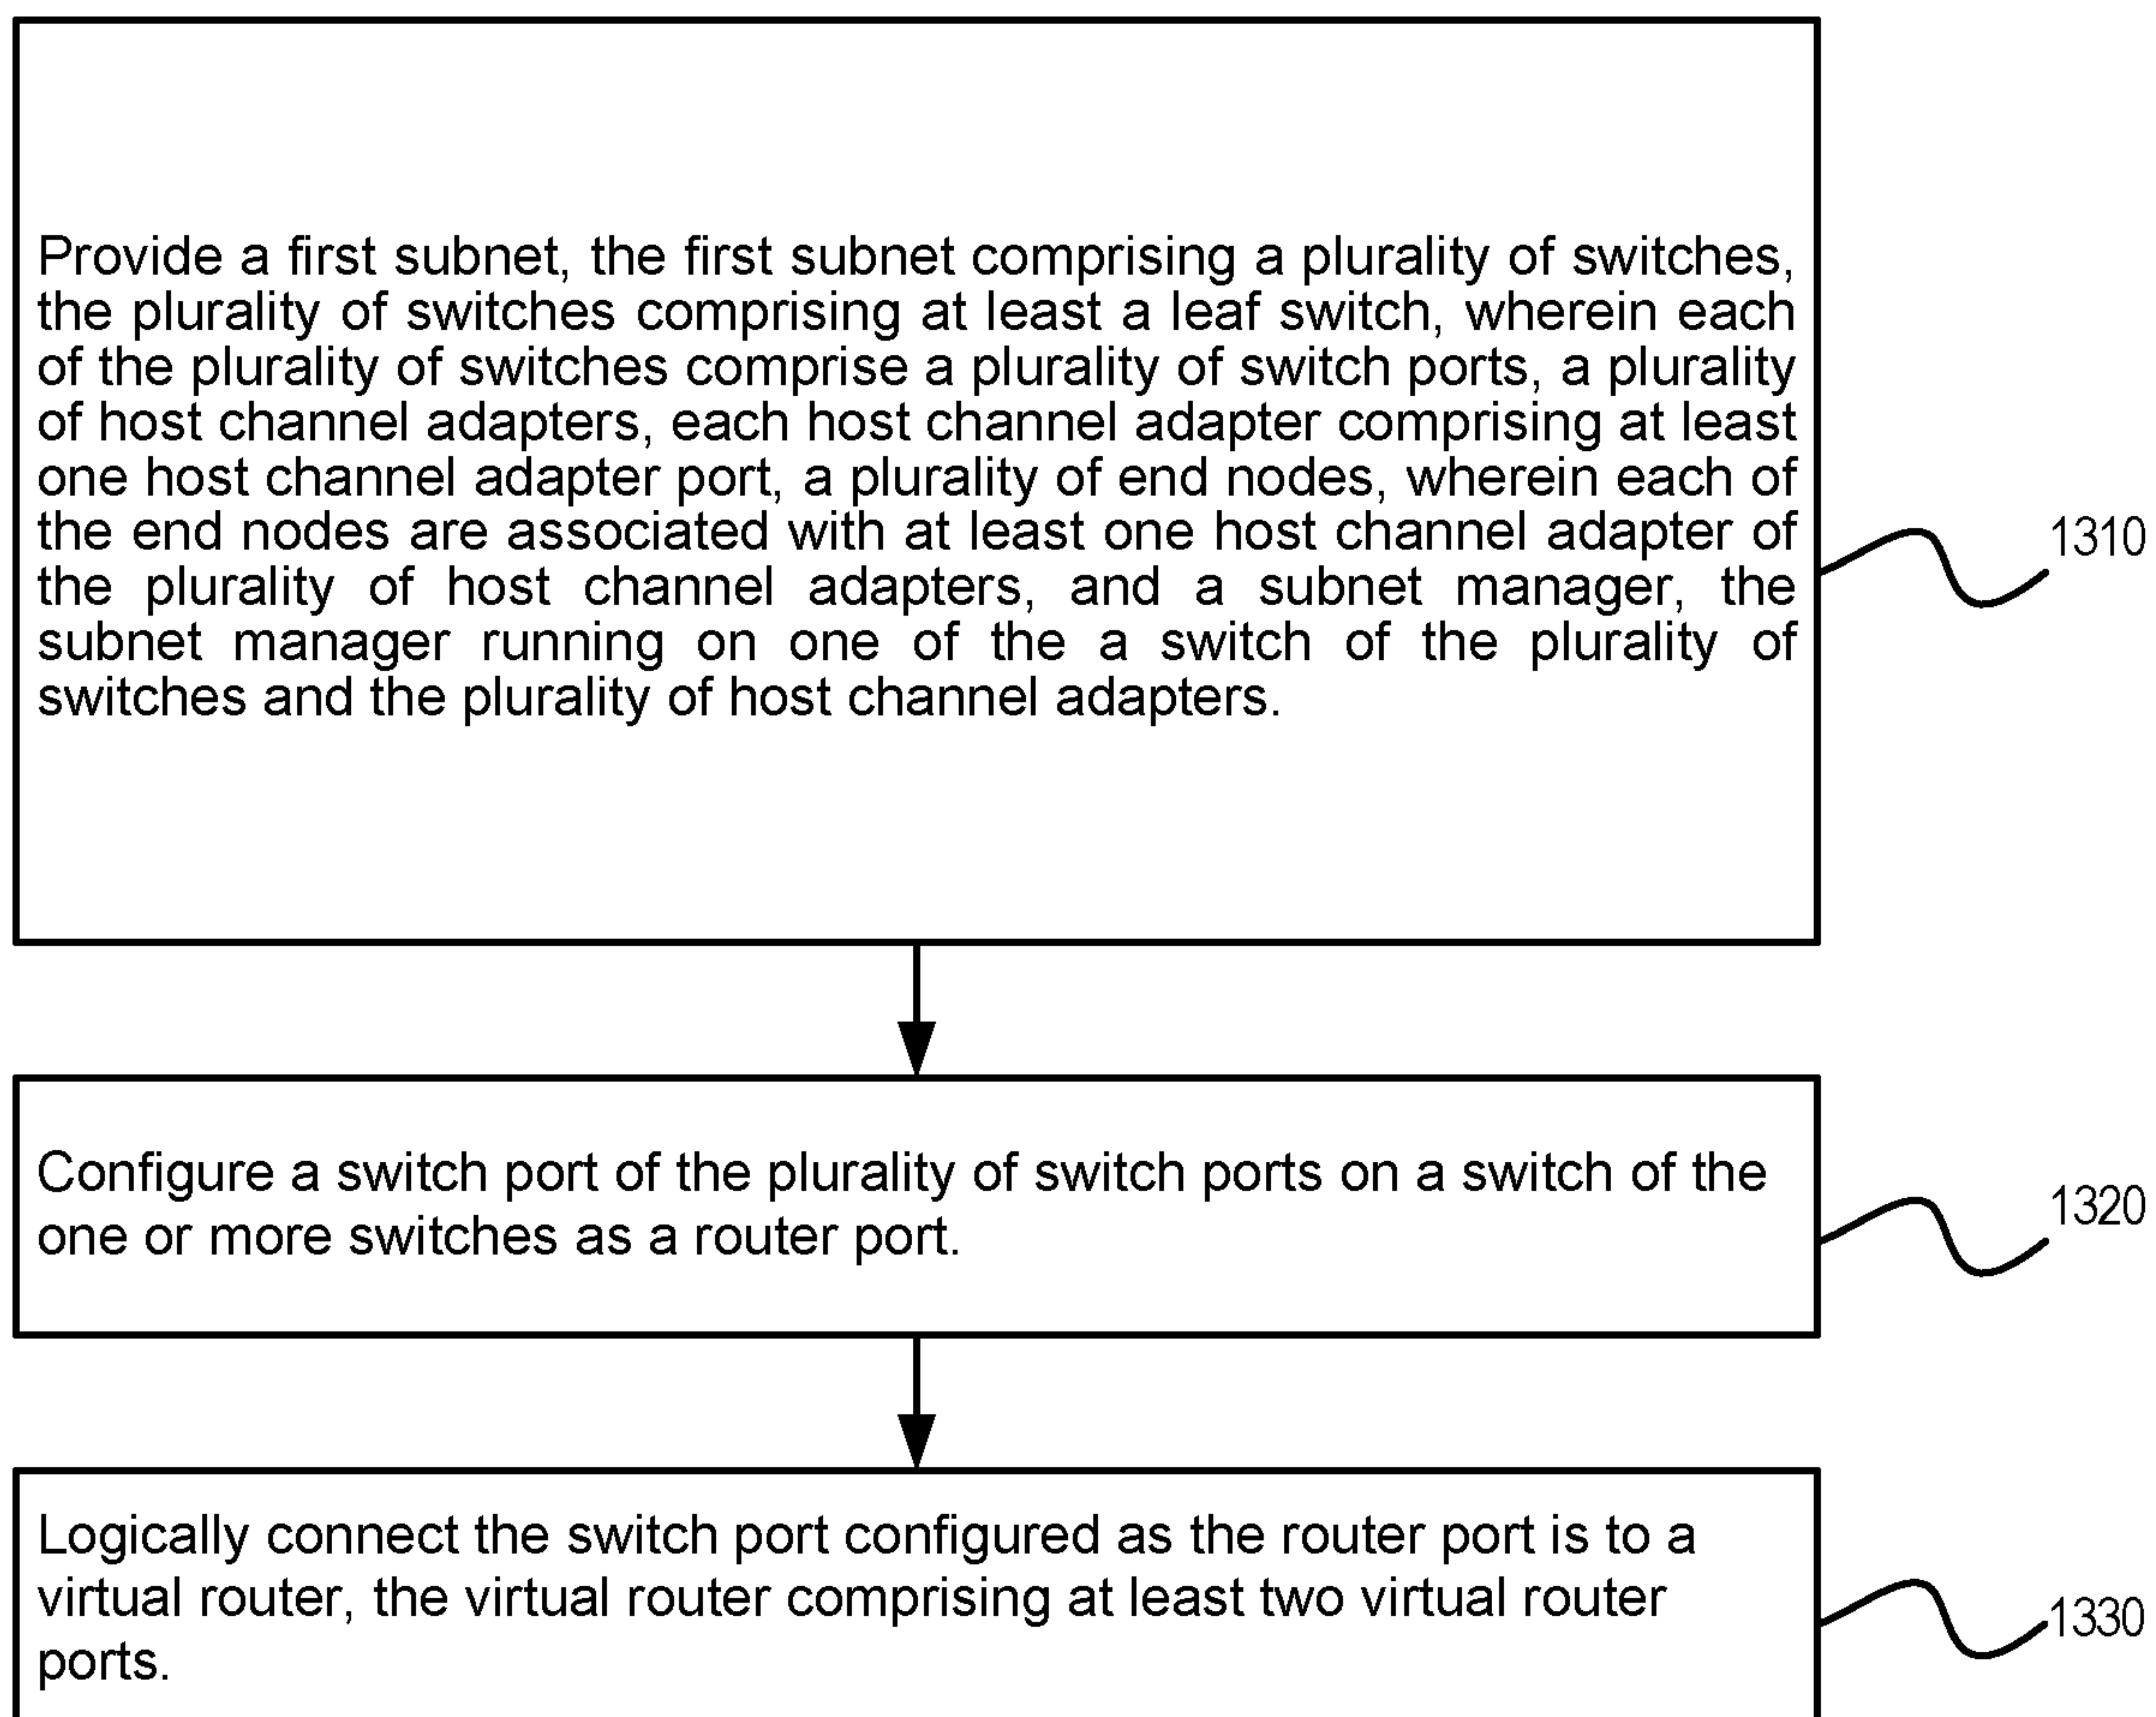 Provide a first subnet, the first subnet comprising a plurality of switches,
the plurality of switches comprising at least a leaf switch, wherein each
of the plurality of switches comprise a plurality of switch ports, a plurality
of host channel adapters, each host channel adapter comprising at least
one host channel adapter port, a plurality of end nodes, wherein each of
the end nodes are associated with at least one host channel adapter of
the plurality of host channel adapters, and a subnet manager, the
subnet manager running on one of the a switch of the plurality of
switches and the plurality of host channel adapters.
1310
Configure a switch port of the plurality of switch ports on a switch of the
one or more switches as a router port.
1320
Logically connect the switch port configured as the router port is to a
virtual router, the virtual router comprising at least two virtual router
ports.
1330